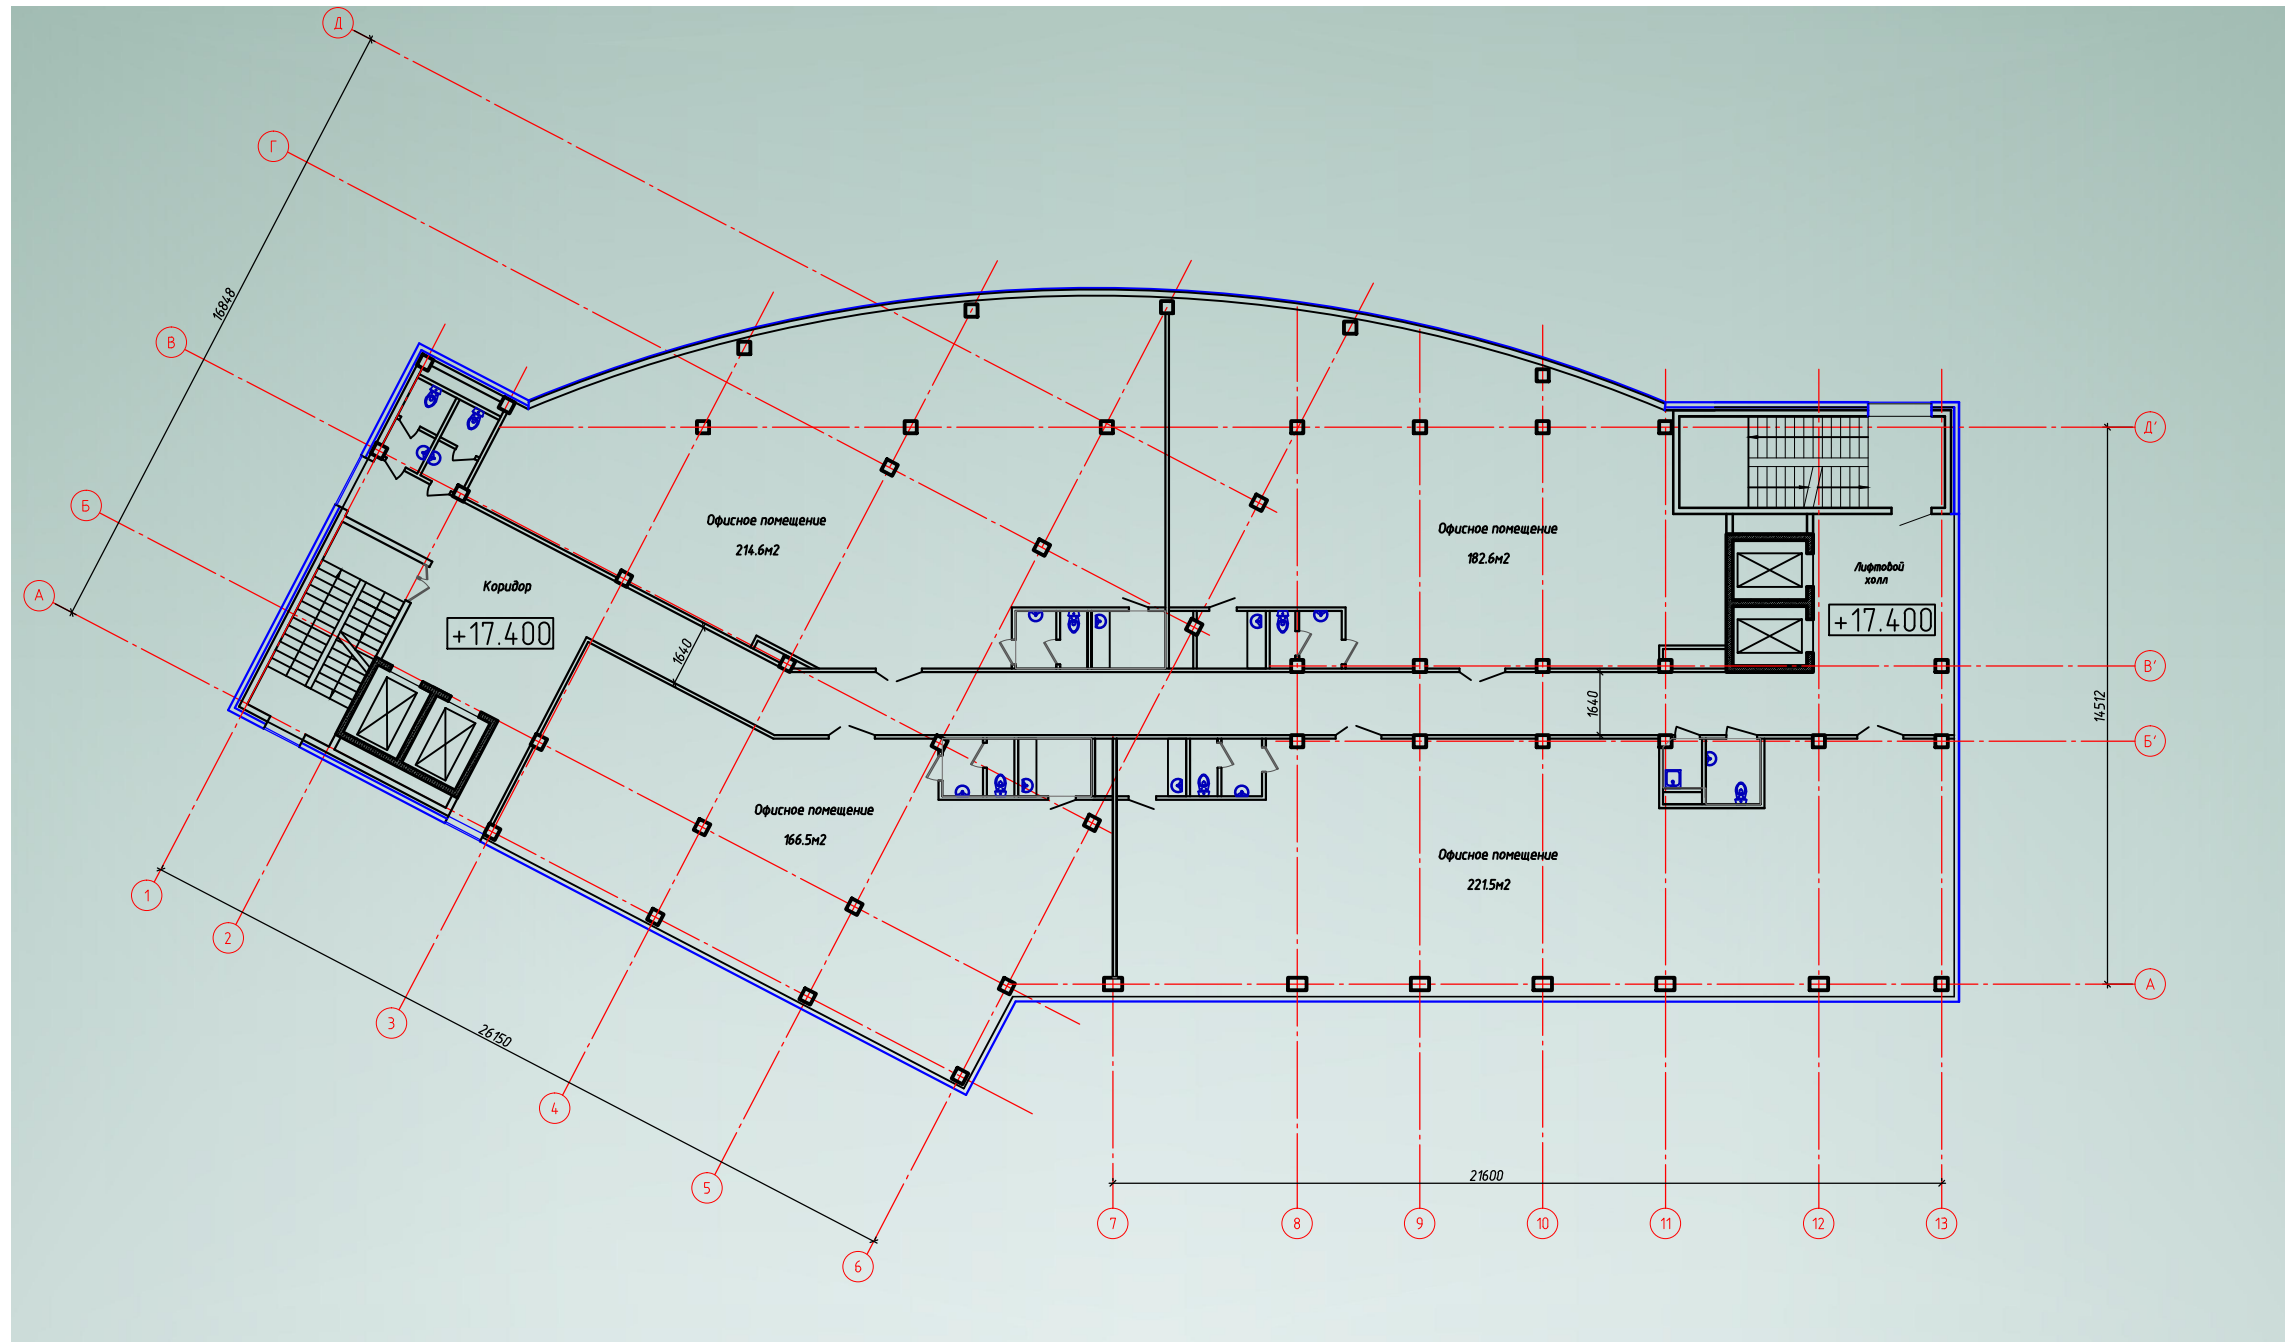 Д
Г
16848
В
Д'
Б
Офисное помещение
214.6м2
Офисное помещение
182.6м2
Лифтовой
холл
Коридор
А
+17.400
+17.400
1640
В'
1640
14512
Б'
Офисное помещение
166.5м2
Офисное помещение
221.5м2
1
2
А
3
26150
4
21600
5
6
7
8
9
10
11
12
13